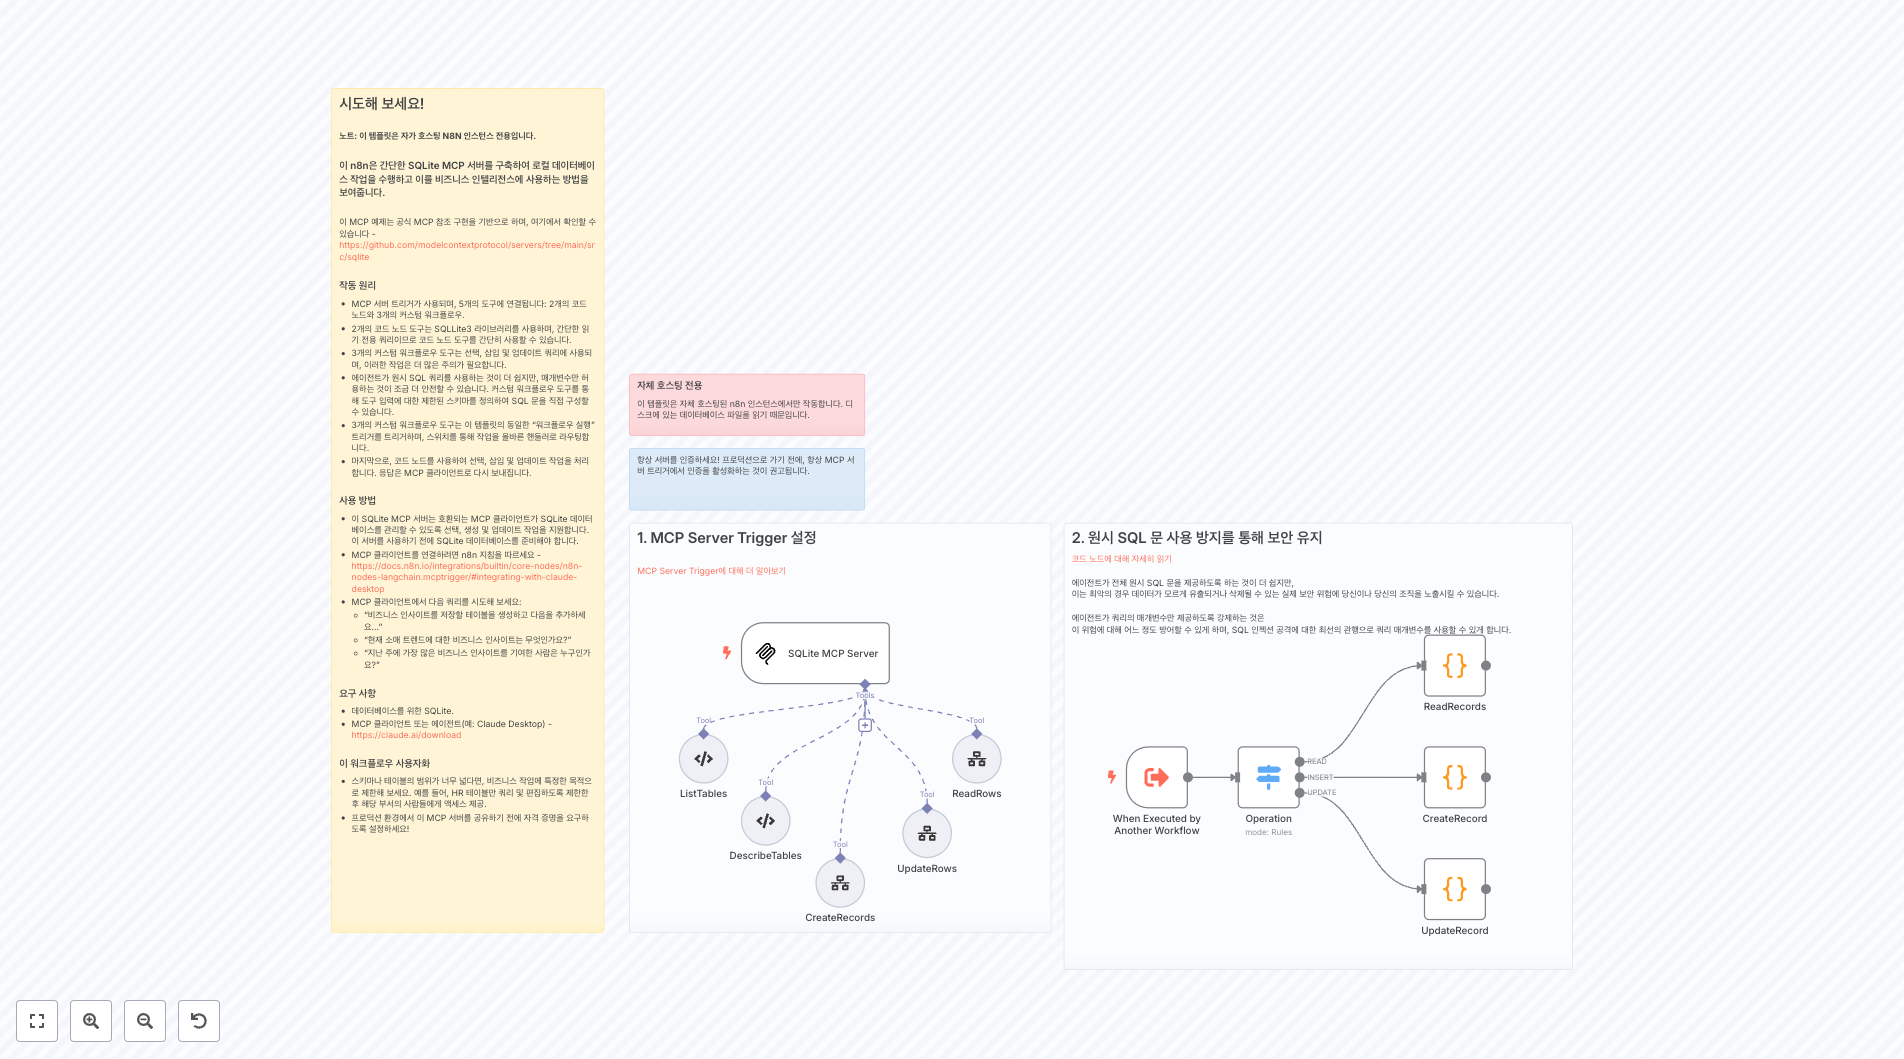 시도해 보세요!
노트: 이 템플릿은 자가 호스팅 N8N 인스턴스 전용입니다.
이 n8n은 간단한 SQLite MCP 서버를 구축하여 로컬 데이터베이
스 작업을 수행하고 이를 비즈니스 인텔리전스에 사용하는 방법을
보여줍니다.
이 MCP 예제는 공식 MCP 참조 구현을 기반으로 하며, 여기에서 확인할 수
있습니다 -
https://github.com/modelcontextprotocol/servers/tree/main/sr
c/sqlite
작동 원리
• MCP 서버 트리거가 사용되며, 5개의 도구에 연결됩니다: 2개의 코드
노드와 3개의 커스텀 워크플로우.
• 2개의 코드 노드 도구는 SQLLite3 라이브러리를 사용하며, 간단한 읽
기 전용 쿼리이므로 코드 노드 도구를 간단히 사용할 수 있습니다.
• 3개의 커스텀 워크플로우 도구는 선택, 삽입 및 업데이트 쿼리에 사용되
며, 이러한 작업은 더 많은 주의가 필요합니다.
• 에이전트가 원시 SQL 쿼리를 사용하는 것이 더 쉽지만, 매개변수만 허
용하는 것이 조금 더 안전할 수 있습니다. 커스텀 워크플로우 도구를 통
해 도구 입력에 대한 제한된 스키마를 정의하여 SQL 문을 직접 구성할
수 있습니다.
• 3개의 커스텀 워크플로우 도구는 이 템플릿의 동일한 “워크플로우 실행”
트리거를 트리거하며, 스위치를 통해 작업을 올바른 핸들러로 라우팅합
니다.
• 마지막으로, 코드 노드를 사용하여 선택, 삽입 및 업데이트 작업을 처리
합니다. 응답은 MCP 클라이언트로 다시 보내집니다.
사용 방법
• 이 SQLite MCP 서버는 호환되는 MCP 클라이언트가 SQLite 데이터
베이스를 관리할 수 있도록 선택, 생성 및 업데이트 작업을 지원합니다.
이 서버를 사용하기 전에 SQLite 데이터베이스를 준비해야 합니다.
• MCP 클라이언트를 연결하려면 n8n 지침을 따르세요 -
https://docs.n8n.io/integrations/builtin/core-nodes/n8n-
nodes-langchain.mcptrigger/#integrating-with-claude-
desktop
• MCP 클라이언트에서 다음 쿼리를 시도해 보세요:
“비즈니스 인사이트를 저장할 테이블을 생성하고 다음을 추가하세
요...”
“현재 소매 트렌드에 대한 비즈니스 인사이트는 무엇인가요?”
“지난 주에 가장 많은 비즈니스 인사이트를 기여한 사람은 누구인가
요?”
요구 사항
• 데이터베이스를 위한 SQLite.
• MCP 클라이언트 또는 에이전트(예: Claude Desktop) -
https://claude.ai/download
이 워크플로우 사용자화
• 스키마나 테이블의 범위가 너무 넓다면, 비즈니스 작업에 특정한 목적으
로 제한해 보세요. 예를 들어, HR 테이블만 쿼리 및 편집하도록 제한한
후 해당 부서의 사람들에게 액세스 제공.
• 프로덕션 환경에서 이 MCP 서버를 공유하기 전에 자격 증명을 요구하
도록 설정하세요!
자체 호스팅 전용
이 템플릿은 자체 호스팅된 n8n 인스턴스에서만 작동합니다. 디
스크에 있는 데이터베이스 파일을 읽기 때문입니다.
항상 서버를 인증하세요! 프로덕션으로 가기 전에, 항상 MCP 서
버 트리거에서 인증을 활성화하는 것이 권고됩니다.
1. MCP Server Trigger 설정
MCP Server Trigger에 대해 더 알아보기
SQLite MCP Server
Tools
Tool
Tool
Tool
Tool
Tool
ListTables
DescribeTables
CreateRecords
UpdateRows
ReadRows
2. 원시 SQL 문 사용 방지를 통해 보안 유지
코드 노드에 대해 자세히 읽기
에이전트가 전체 원시 SQL 문을 제공하도록 하는 것이 더 쉽지만,
이는 최악의 경우 데이터가 모르게 유출되거나 삭제될 수 있는 실제 보안 위험에 당신이나 당신의 조직을 노출시킬 수 있습니다.
에이전트가 쿼리의 매개변수만 제공하도록 강제하는 것은
이 위험에 대해 어느 정도 방어할 수 있게 하며, SQL 인젝션 공격에 대한 최선의 관행으로 쿼리 매개변수를 사용할 수 있게 합니다.
When Executed by
Another Workflow
Operation
mode: Rules
READ
INSERT
UPDATE
ReadRecords
CreateRecord
UpdateRecord